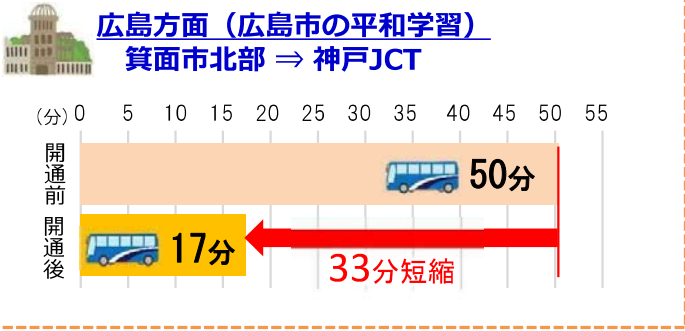 広島方面（広島市の平和学習）
箕面市北部 ⇒ 神戸JCT
（分） 0 5 10 15 20 25 30 35 40 45 50 55
開通前 50分
開通後 17分
33分短縮